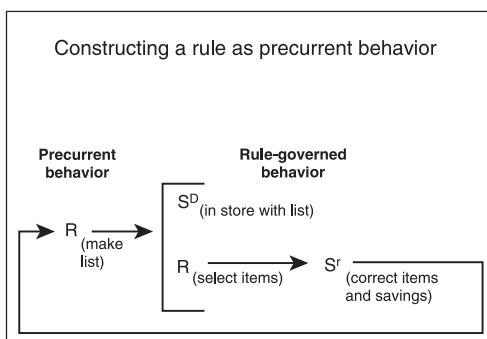 Constructing a rule as precurrent behavior
Precurrent
behavior
Rule-governed
behavior
S^D (in store with list)
R (make
list)
R (select items)
S^r (correct items
and savings)